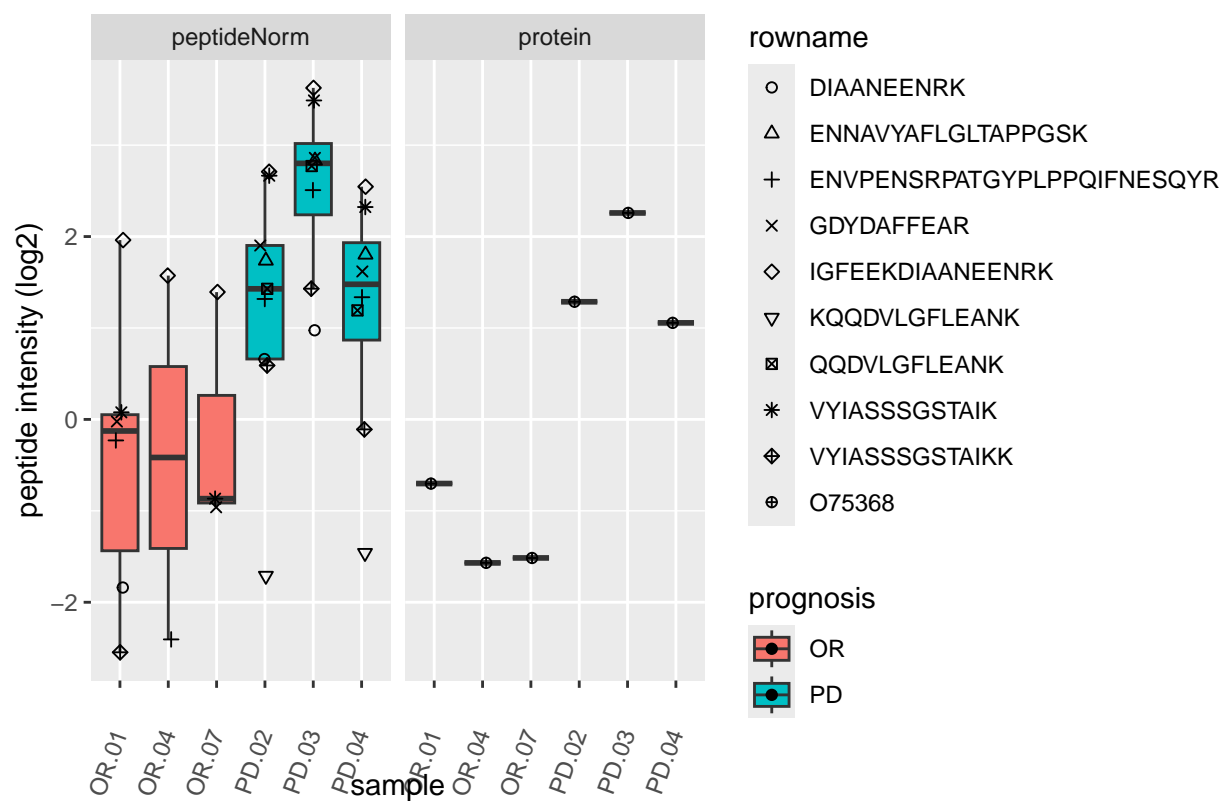 peptideNorm
protein
peptide intensity (log2)
2
0
−2
OR.01
OR.04
OR.07
PD.02
PD.03
PD.04
OR.01
OR.04
OR.07
PD.02
PD.03
PD.04
sample
rowname
DIAANEENRK
ENNAVYAFLGLTAPPGSK
ENVPENSRPATGYPLPPQIFNESQYR
GDYDAFFEAR
IGFEEKDIAANEENRK
KQQDVLGFLEANK
QQDVLGFLEANK
VYIASSSGSTAIK
VYIASSSGSTAIKK
O75368
prognosis
OR
PD